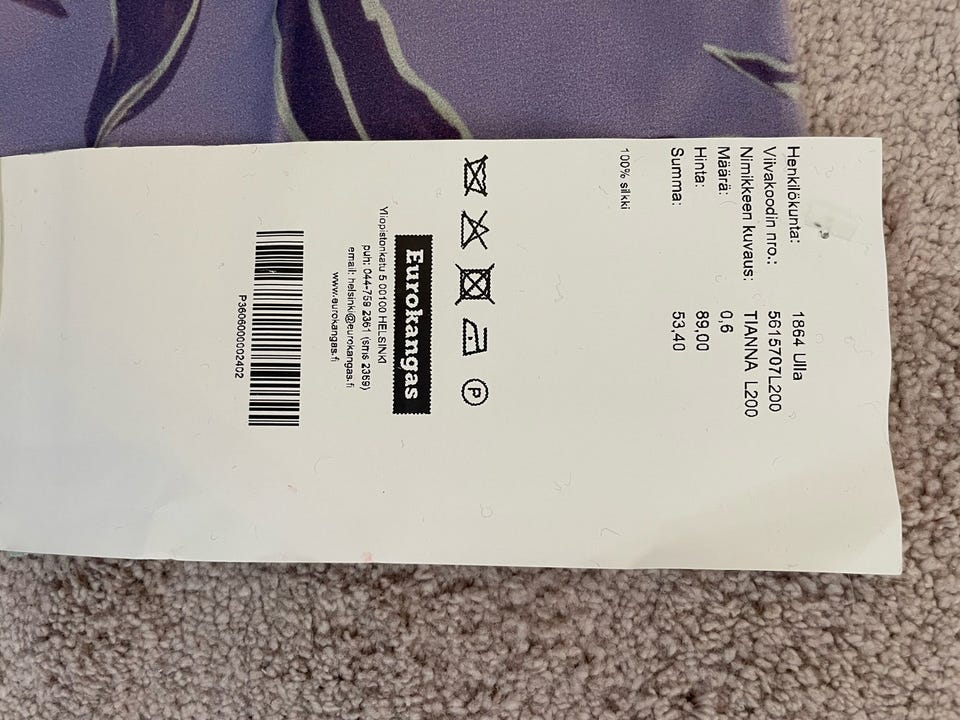 Henkilökunta: 1864 Ulla
Viivakoodin nro.: 5615707L200
Nimikkeen kuvaus: TIANNA L200
Määrä: 0,6
Hinta: 89,00
Summa: 53,40
100% silkki
P
Eurokangas
Yliopistonkatu 5 00100 HELSINKI
puh: 044-759 2361 (sms 2369)
email: helsinki@eurokangas.fi
www.eurokangas.fi
P3606000002402